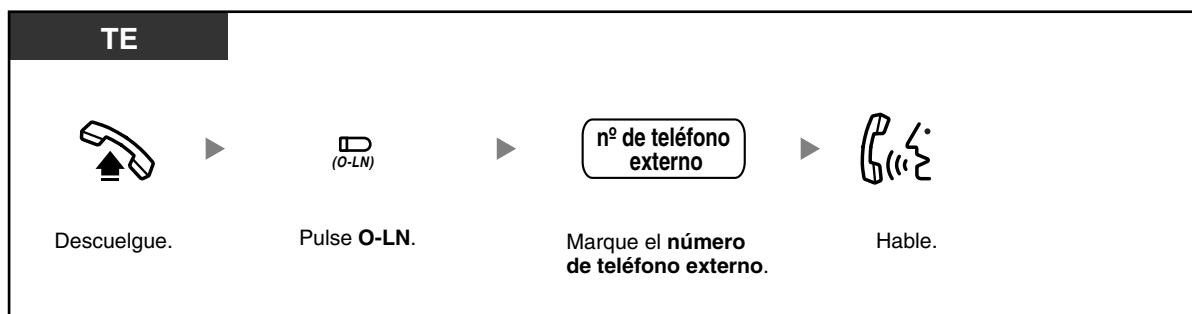 TE
(O-LN)
nº de teléfono
externo
Descuelgue.
Pulse O-LN.
Marque el número
de teléfono externo.
Hable.